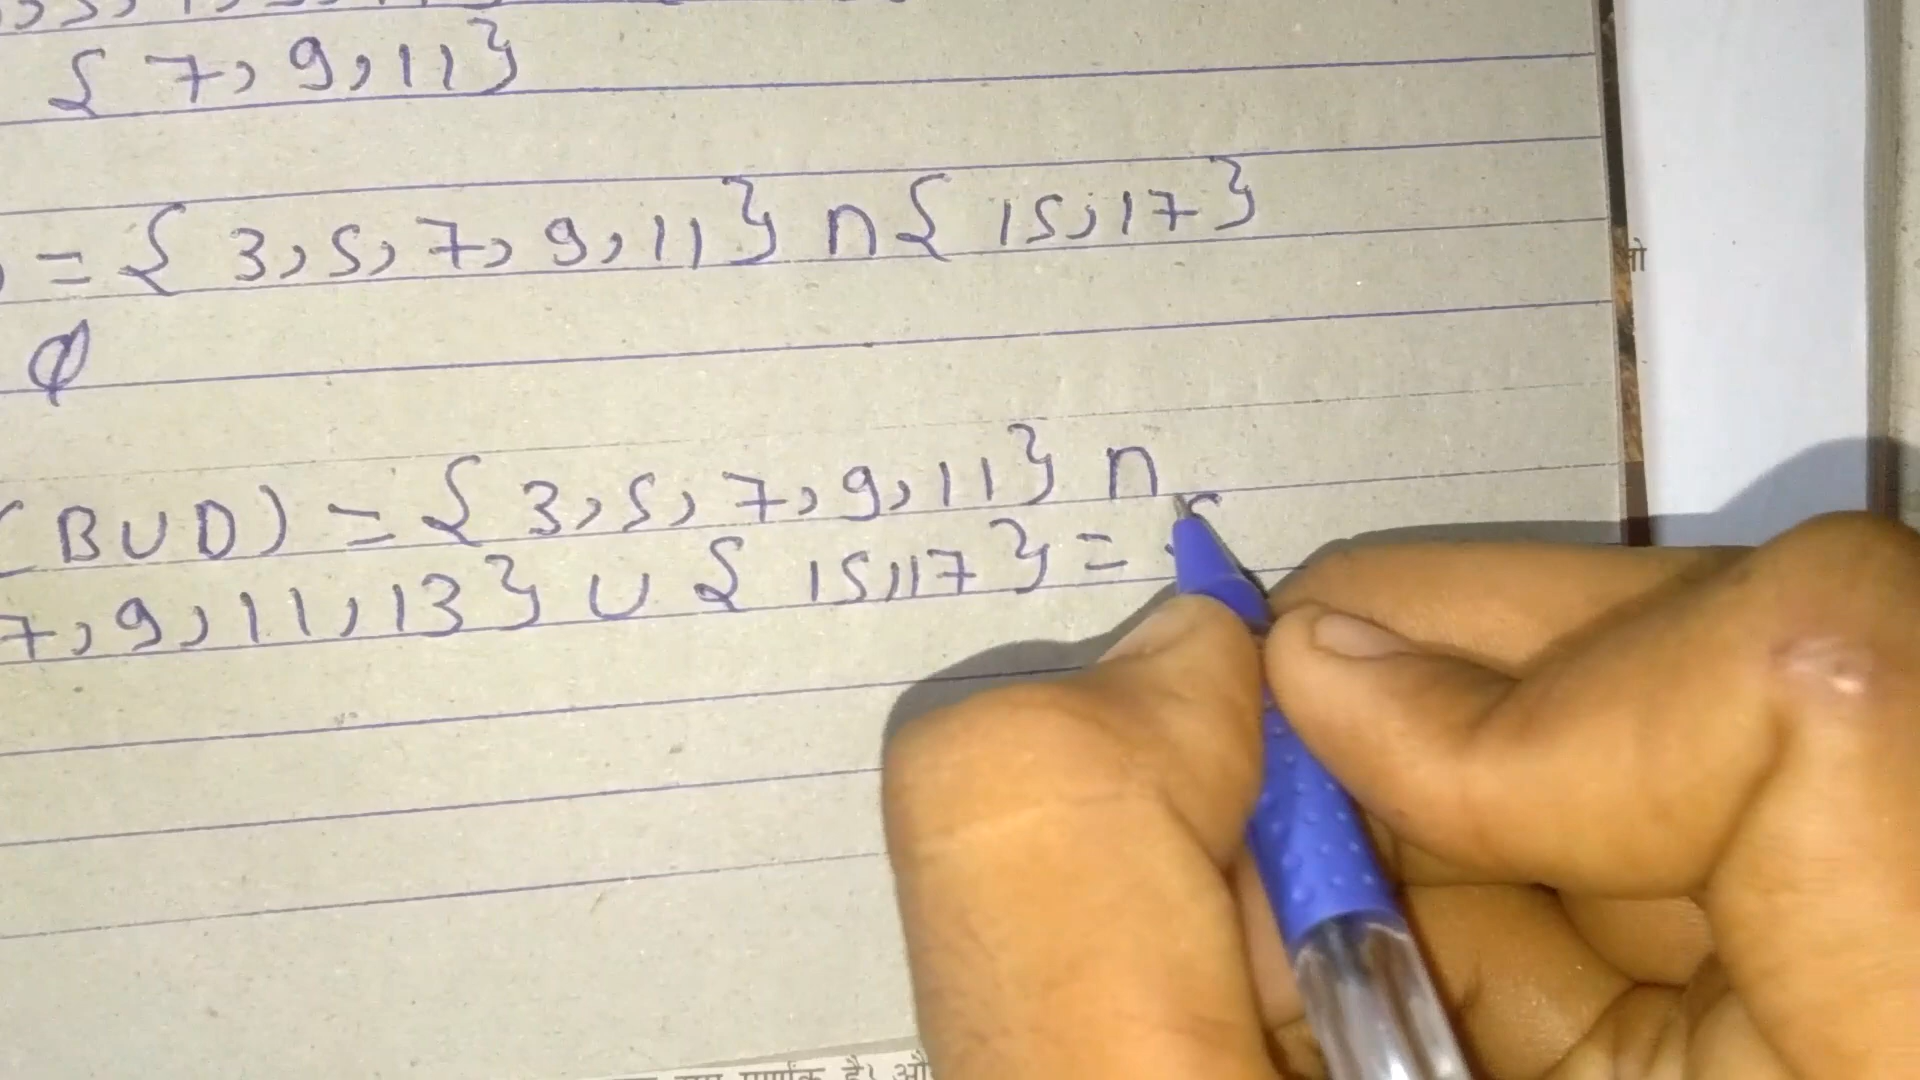 { 7, 9, 11}
= { 3, 5, 7, 9, 11} ∩ { 15, 17}
φ
(BUD) = { 3, 5, 7, 9, 11} ∩
7, 9, 11, 13} ∪ { 15, 17} = {
है। औ